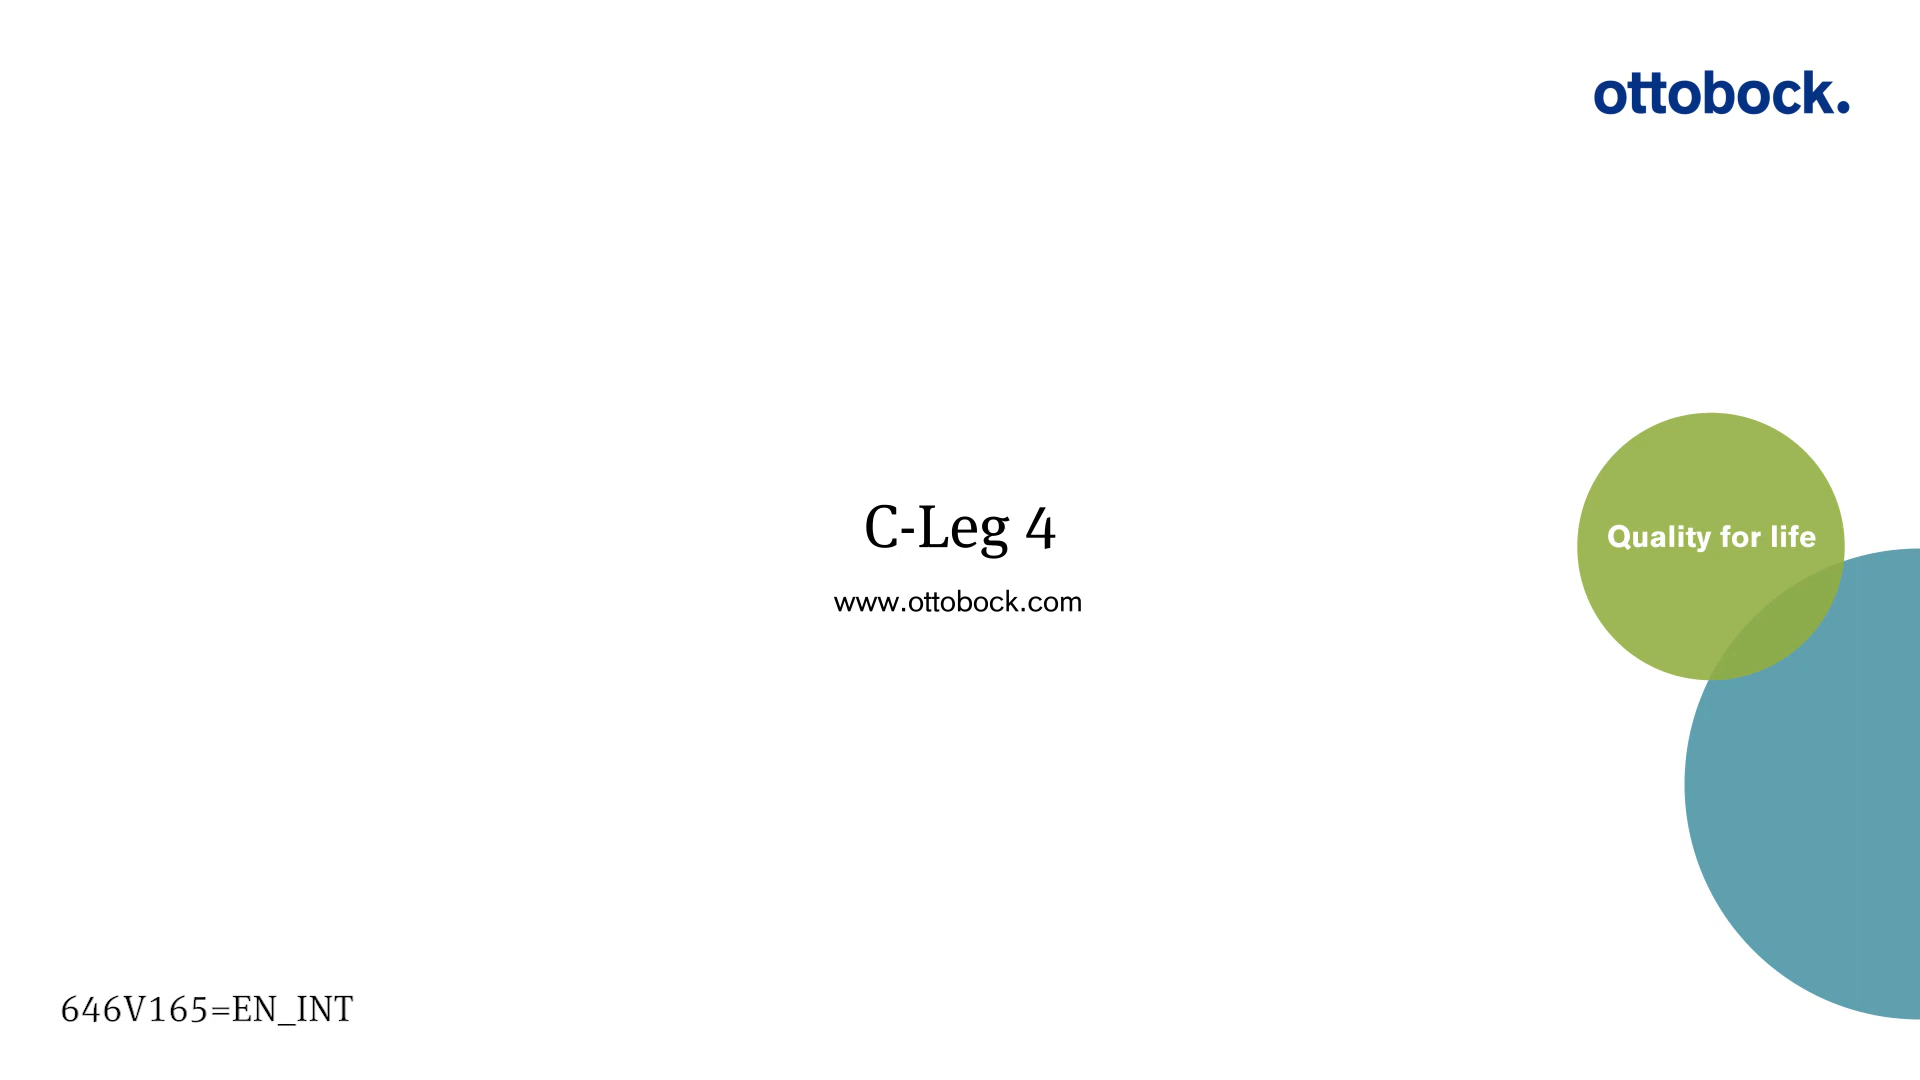 ottobock.
Quality for life
C-Leg 4
www.ottobock.com
646V165=EN_INT